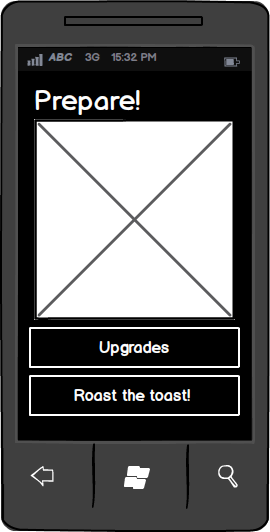 ABC 3G 15:32 PM
Prepare!
Upgrades
Roast the toast!